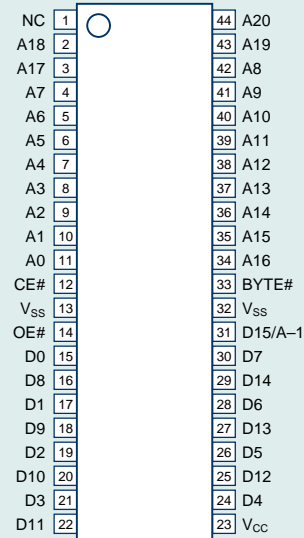 NC 1 44 A20
A18 2 43 A19
A17 3 42 A8
A7 4 41 A9
A6 5 40 A10
A5 6 39 A11
A4 7 38 A12
A3 8 37 A13
A2 9 36 A14
A1 10 35 A15
A0 11 34 A16
CE# 12 33 BYTE#
VSS 13 32 VSS
OE# 14 31 D15/A–1
D0 15 30 D7
D8 16 29 D14
D1 17 28 D6
D9 18 27 D13
D2 19 26 D5
D10 20 25 D12
D3 21 24 D4
D11 22 23 VCC